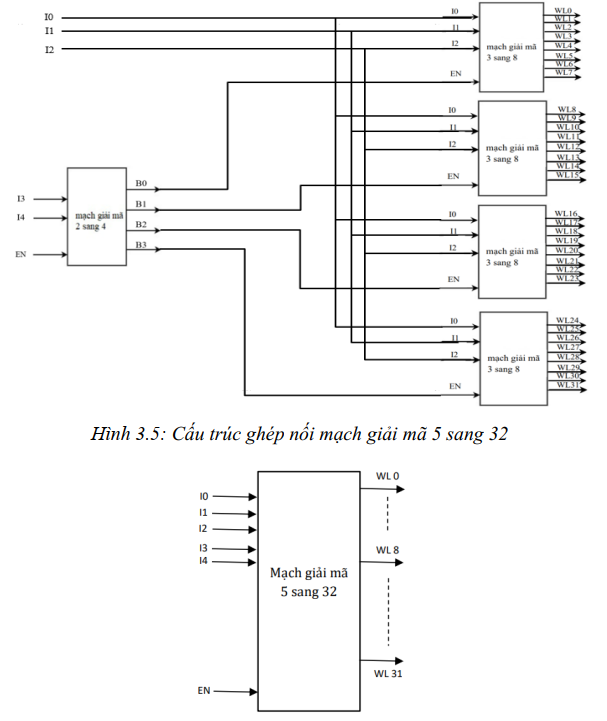 I0
I1
I2
I0
I1
I2
EN
mạch giải mã
3 sang 8
WL0
WL1
WL2
WL3
WL4
WL5
WL6
WL7
I0
I1
I2
EN
mạch giải mã
3 sang 8
WL8
WL9
WL10
WL11
WL12
WL13
WL14
WL15
I3
I4
EN
mạch giải mã
2 sang 4
B0
B1
B2
B3
I0
I1
I2
EN
mạch giải mã
3 sang 8
WL16
WL17
WL18
WL19
WL20
WL21
WL22
WL23
I0
I1
I2
EN
mạch giải mã
3 sang 8
WL24
WL25
WL26
WL27
WL28
WL29
WL30
WL31
Hình 3.5: Cấu trúc ghép nối mạch giải mã 5 sang 32
I0
I1
I2
I3
I4
EN
Mạch giải mã
5 sang 32
WL 0
WL 8
WL 31